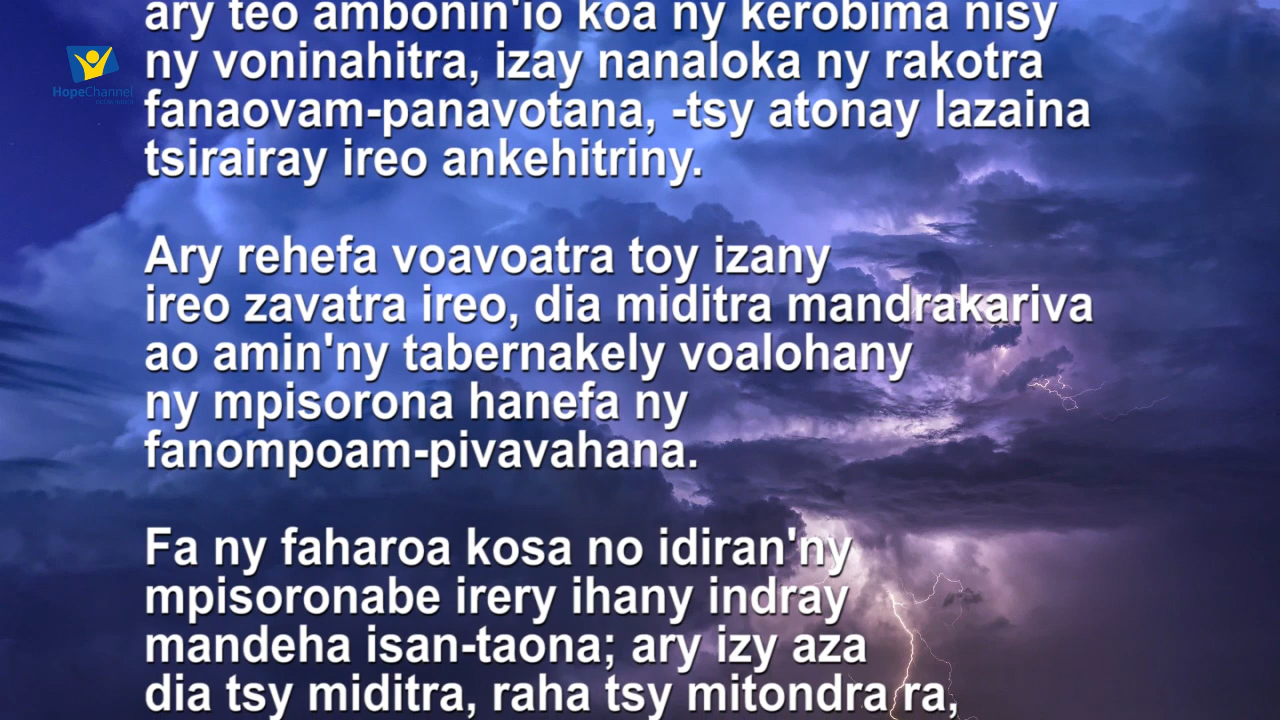 ary teo ambonin'io koa ny kerobima nisy
ny voninahitra, izay nanaloka ny rakotra
HopeChannel
fanaovam-panavotana, -tsy atonay lazaina
tsirairay ireo ankehitriny.
Ary rehefa voavoatra toy izany
ireo zavatra ireo, dia miditra mandrakariva
ao amin'ny tabernakely voalohany
ny mpisorona hanefa ny
fanompoam-pivavahana.
Fa ny faharoa kosa no idiran'ny
mpisoronabe irery ihany indray
mandeha isan-taona; ary izy aza
dia tsy miditra, raha tsy mitondra ra,